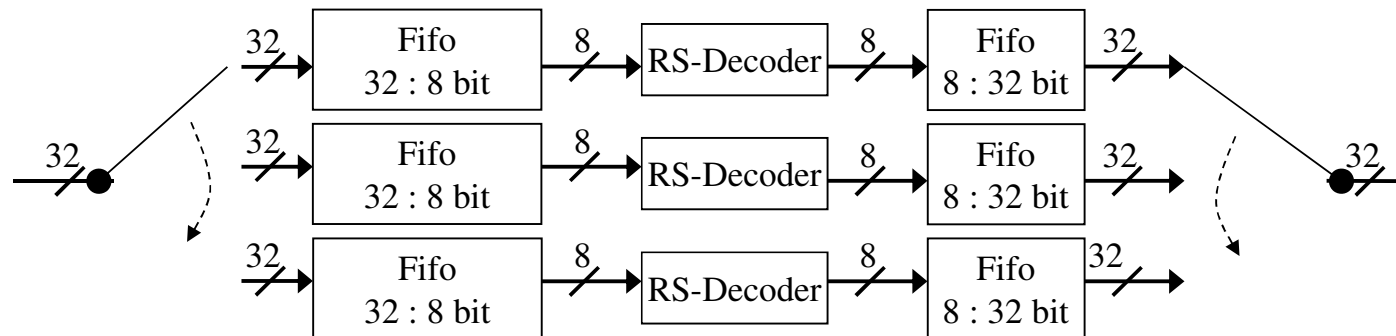 32
32
Fifo
32 : 8 bit
8
RS-Decoder
8
Fifo
8 : 32 bit
32
32
32
Fifo
32 : 8 bit
8
RS-Decoder
8
Fifo
8 : 32 bit
32
32
Fifo
32 : 8 bit
8
RS-Decoder
8
Fifo
8 : 32 bit
32